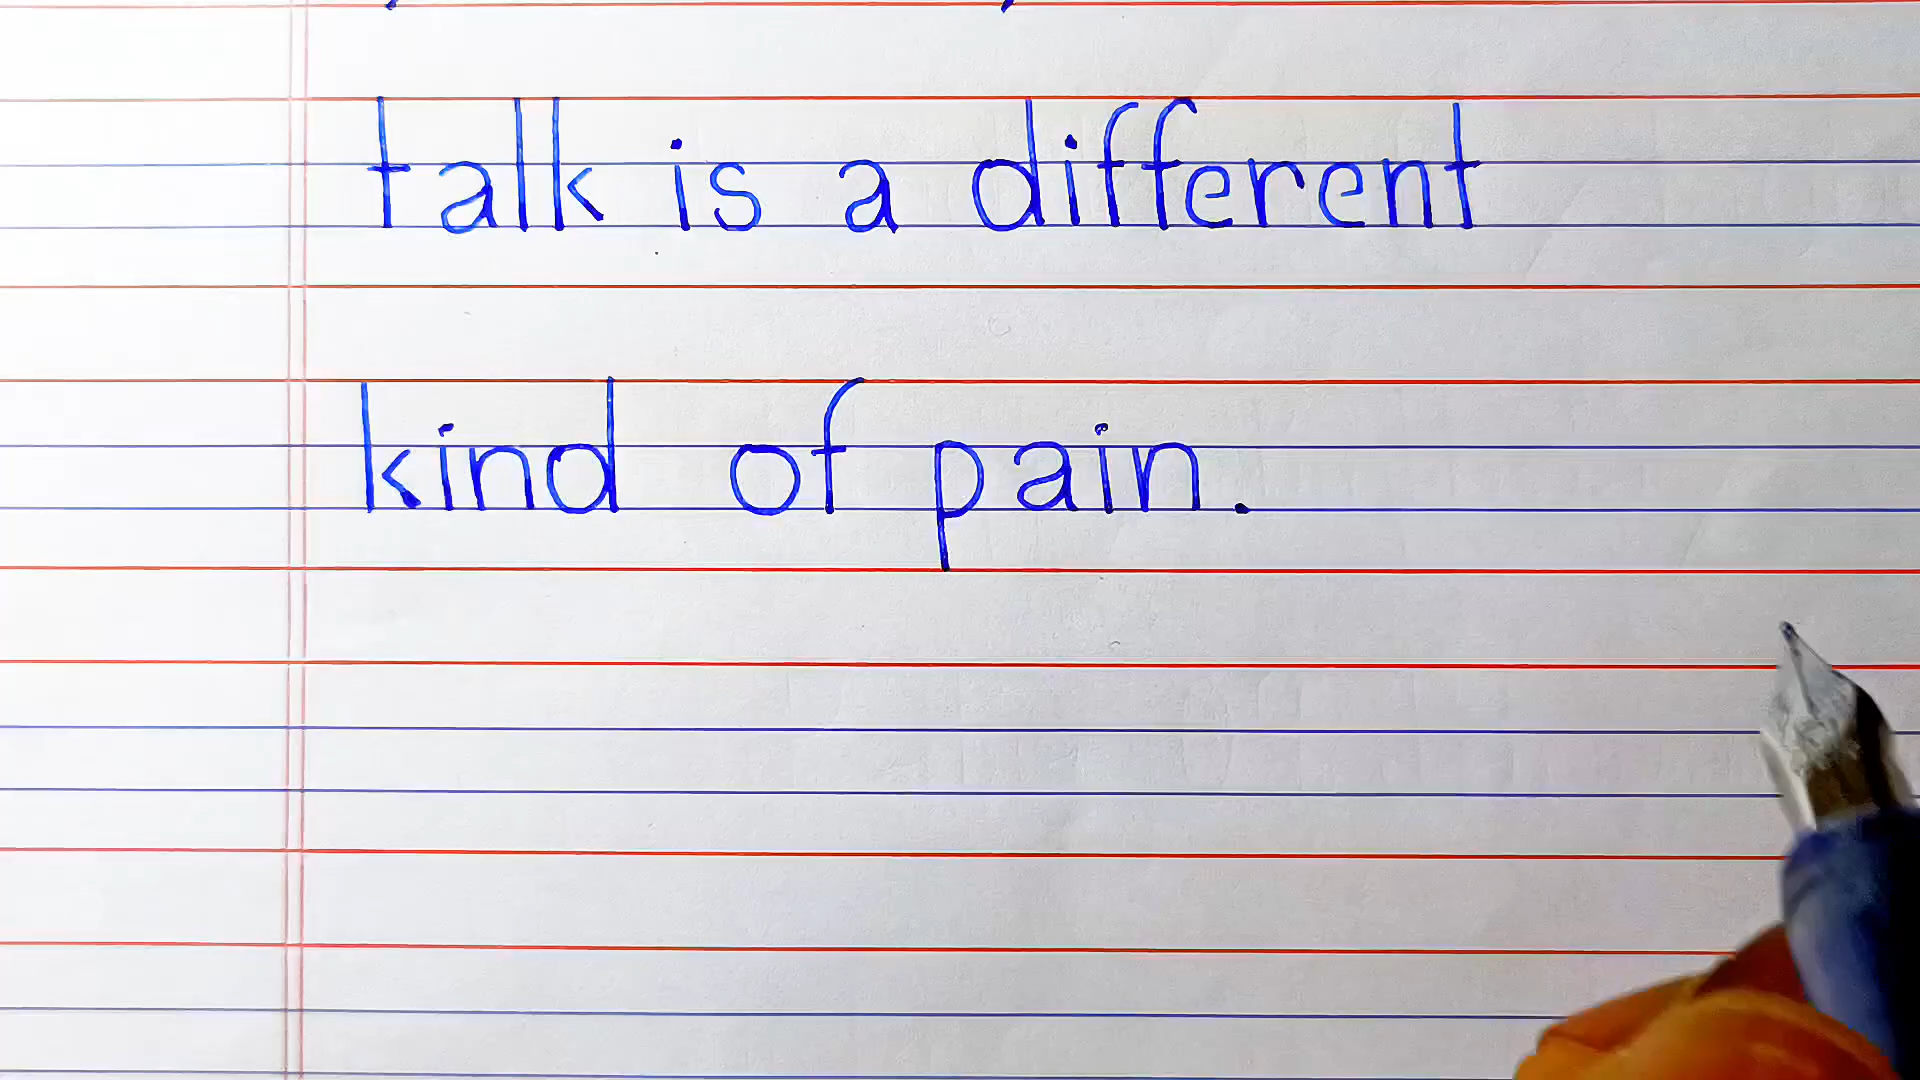 talk is a different
kind of pain.